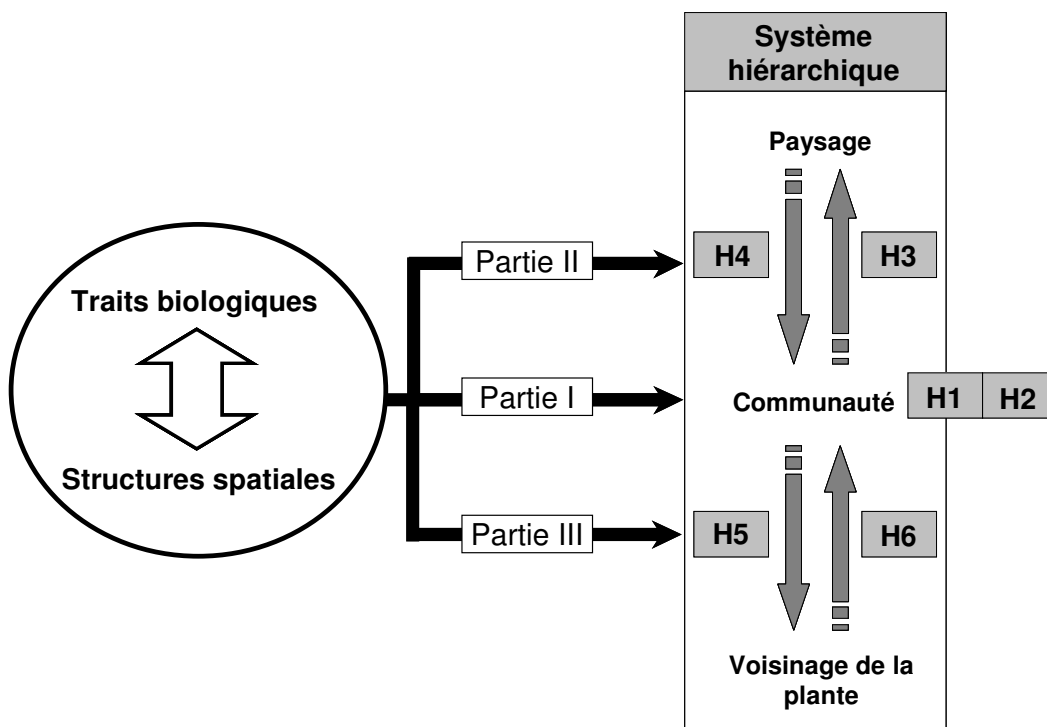 Système
hiérarchique
Paysage
Partie II
H4
H3
Traits biologiques
Partie I
Communauté
H1
H2
Structures spatiales
Partie III
H5
H6
Voisinage de la
plante